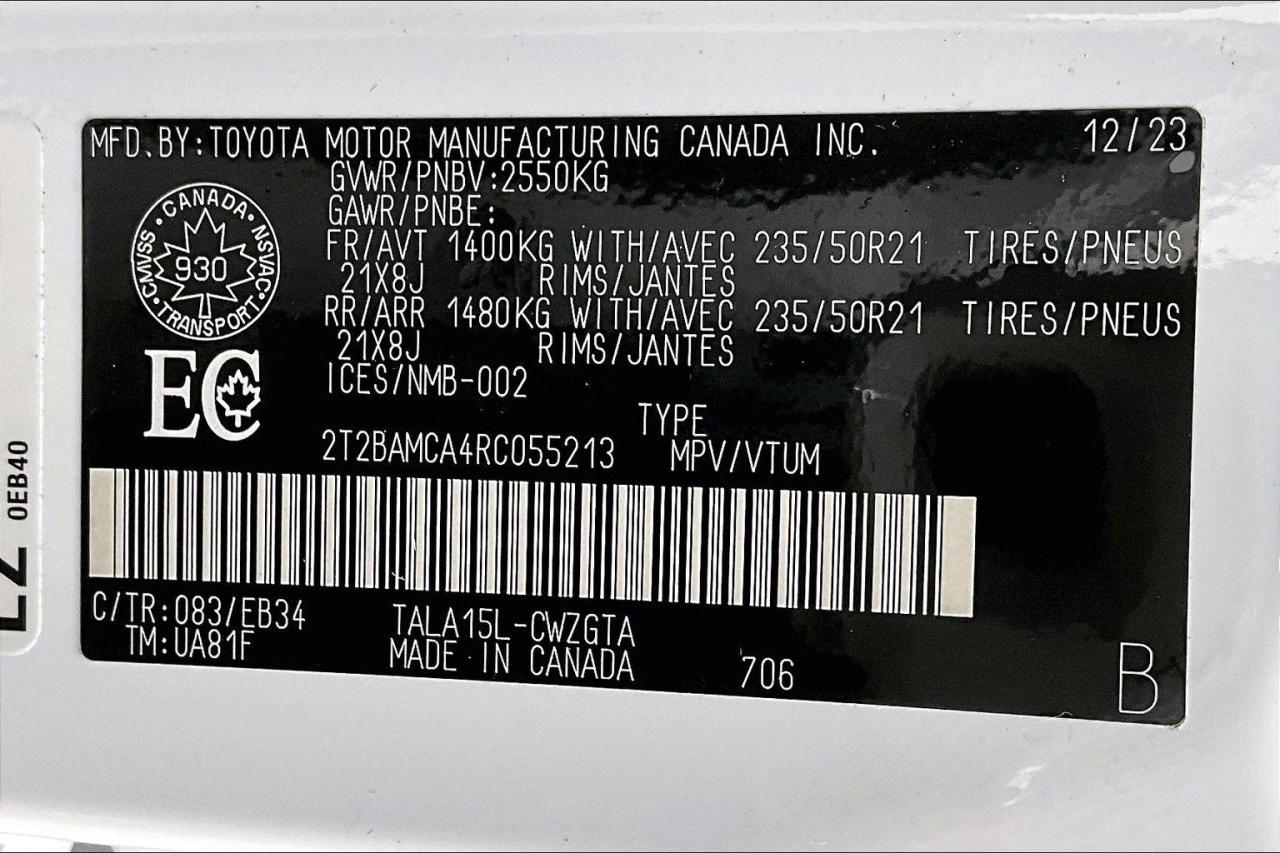 MFD.BY:TOYOTA MOTOR MANUFACTURING CANADA INC. 12/23
GVWR/PNBV:2550KG
GAWR/PNBE:
FR/AVT 1400KG WITH/AVEC 235/50R21 TIRES/PNEUS
21X8J RIMS/JANTES
RR/ARR 1480KG WITH/AVEC 235/50R21 TIRES/PNEUS
21X8J RIMS/JANTES
ICES/NMB-002
CANADA · NSVAC · TRANSPORT · CMVSS ·
930
EC
TYPE
2T2BAMCA4RC055213 MPV/VTUM
C/TR:083/EB34 TALA15L-CWZGTA
TM:UA81F MADE IN CANADA 706
B
0EB40